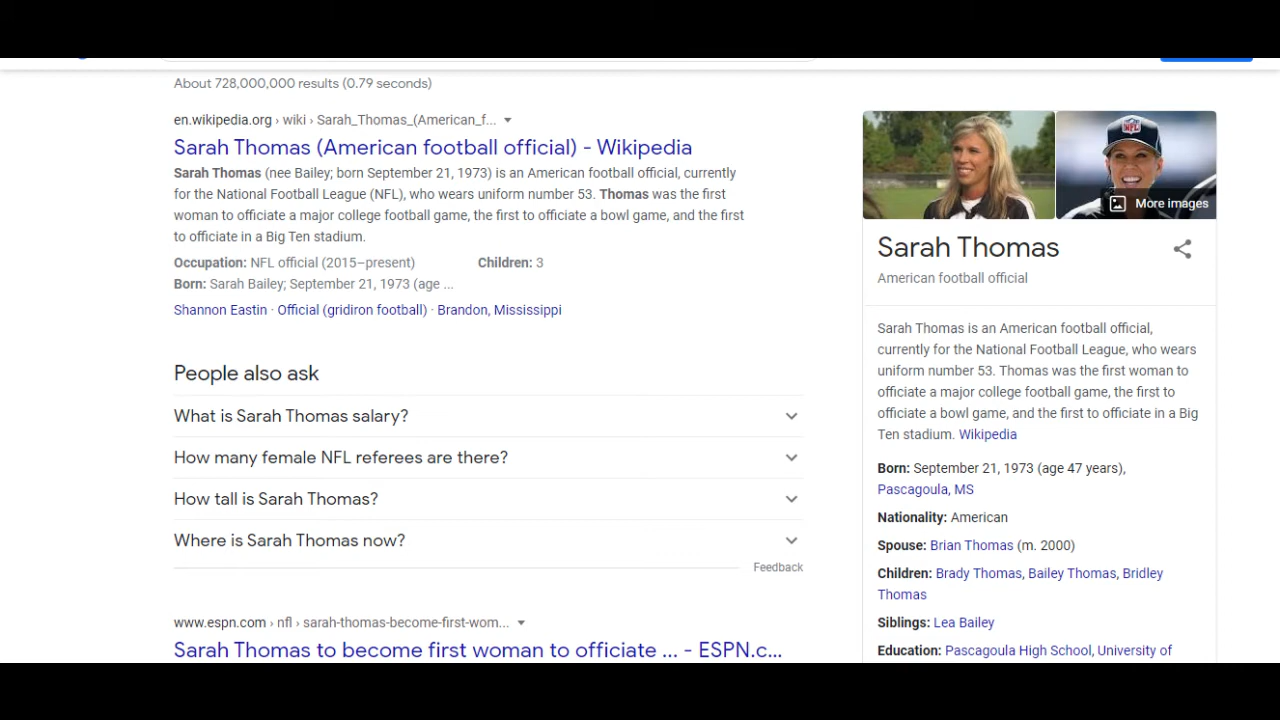 About 728,000,000 results (0.79 seconds)
en.wikipedia.org › wiki › Sarah_Thomas_(American_f...
Sarah Thomas (American football official) - Wikipedia
Sarah Thomas (nee Bailey; born September 21, 1973) is an American football official, currently
for the National Football League (NFL), who wears uniform number 53. Thomas was the first
woman to officiate a major college football game, the first to officiate a bowl game, and the first
to officiate in a Big Ten stadium.
Occupation: NFL official (2015–present) Children: 3
Born: Sarah Bailey; September 21, 1973 (age ...
Shannon Eastin · Official (gridiron football) · Brandon, Mississippi
People also ask
What is Sarah Thomas salary?
How many female NFL referees are there?
How tall is Sarah Thomas?
Where is Sarah Thomas now?
Feedback
www.espn.com › nfl › sarah-thomas-become-first-wom...
Sarah Thomas to become first woman to officiate ... - ESPN.c...
NFL
More images
Sarah Thomas
American football official
Sarah Thomas is an American football official,
currently for the National Football League, who wears
uniform number 53. Thomas was the first woman to
officiate a major college football game, the first to
officiate a bowl game, and the first to officiate in a Big
Ten stadium. Wikipedia
Born: September 21, 1973 (age 47 years),
Pascagoula, MS
Nationality: American
Spouse: Brian Thomas (m. 2000)
Children: Brady Thomas, Bailey Thomas, Bridley
Thomas
Siblings: Lea Bailey
Education: Pascagoula High School, University of